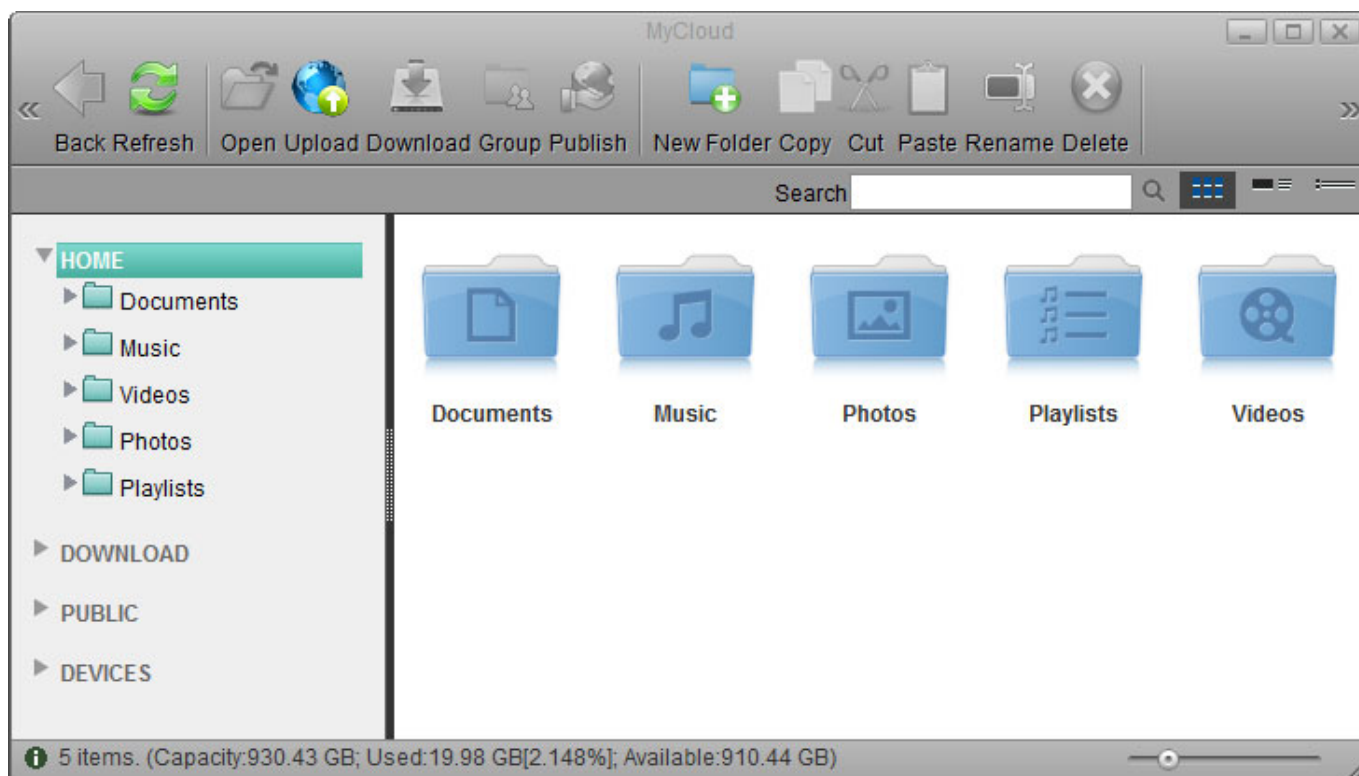 MyCloud
Back Refresh Open Upload Download Group Publish New Folder Copy Cut Paste Rename Delete
Search
HOME
Documents
Music
Videos
Photos
Playlists
DOWNLOAD
PUBLIC
DEVICES
Documents Music Photos Playlists Videos
5 items. (Capacity:930.43 GB; Used:19.98 GB[2.148%]; Available:910.44 GB)